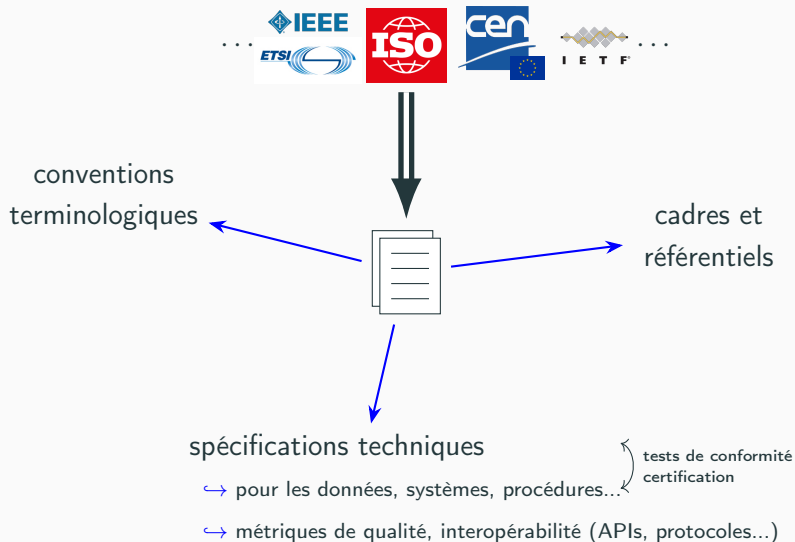 ... IEEE
ETSI
ISO
cen
I E T F ...
conventions
terminologiques
cadres et
référentiels
spécifications techniques
↪ pour les données, systèmes, procédures...
↪ métriques de qualité, interopérabilité (APIs, protocoles...)
tests de conformité
certification